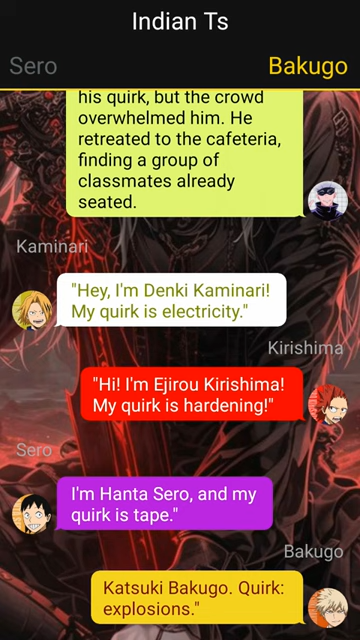 Indian Ts
Sero
Bakugo
his quirk, but the crowd
overwhelmed him. He
retreated to the cafeteria,
finding a group of
classmates already
seated.
Kaminari
"Hey, I'm Denki Kaminari!
My quirk is electricity."
Kirishima
"Hi! I'm Ejirou Kirishima!
My quirk is hardening!"
Sero
I'm Hanta Sero, and my
quirk is tape."
Bakugo
Katsuki Bakugo. Quirk:
explosions."